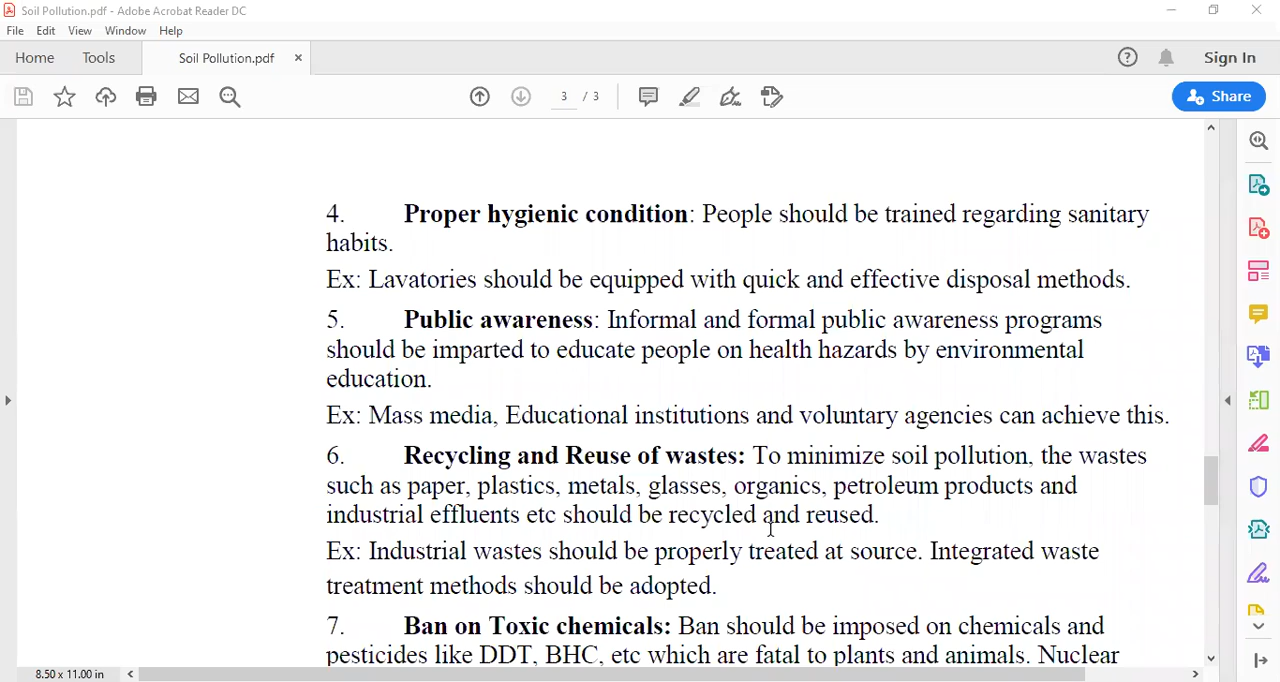 Soil Pollution.pdf - Adobe Acrobat Reader DC
File Edit View Window Help
Home Tools Soil Pollution.pdf × Sign In
3 / 3 Share
4. Proper hygienic condition: People should be trained regarding sanitary
habits.
Ex: Lavatories should be equipped with quick and effective disposal methods.
5. Public awareness: Informal and formal public awareness programs
should be imparted to educate people on health hazards by environmental
education.
Ex: Mass media, Educational institutions and voluntary agencies can achieve this.
6. Recycling and Reuse of wastes: To minimize soil pollution, the wastes
such as paper, plastics, metals, glasses, organics, petroleum products and
industrial effluents etc should be recycled and reused.
Ex: Industrial wastes should be properly treated at source. Integrated waste
treatment methods should be adopted.
7. Ban on Toxic chemicals: Ban should be imposed on chemicals and
pesticides like DDT, BHC, etc which are fatal to plants and animals. Nuclear
8.50 x 11.00 in